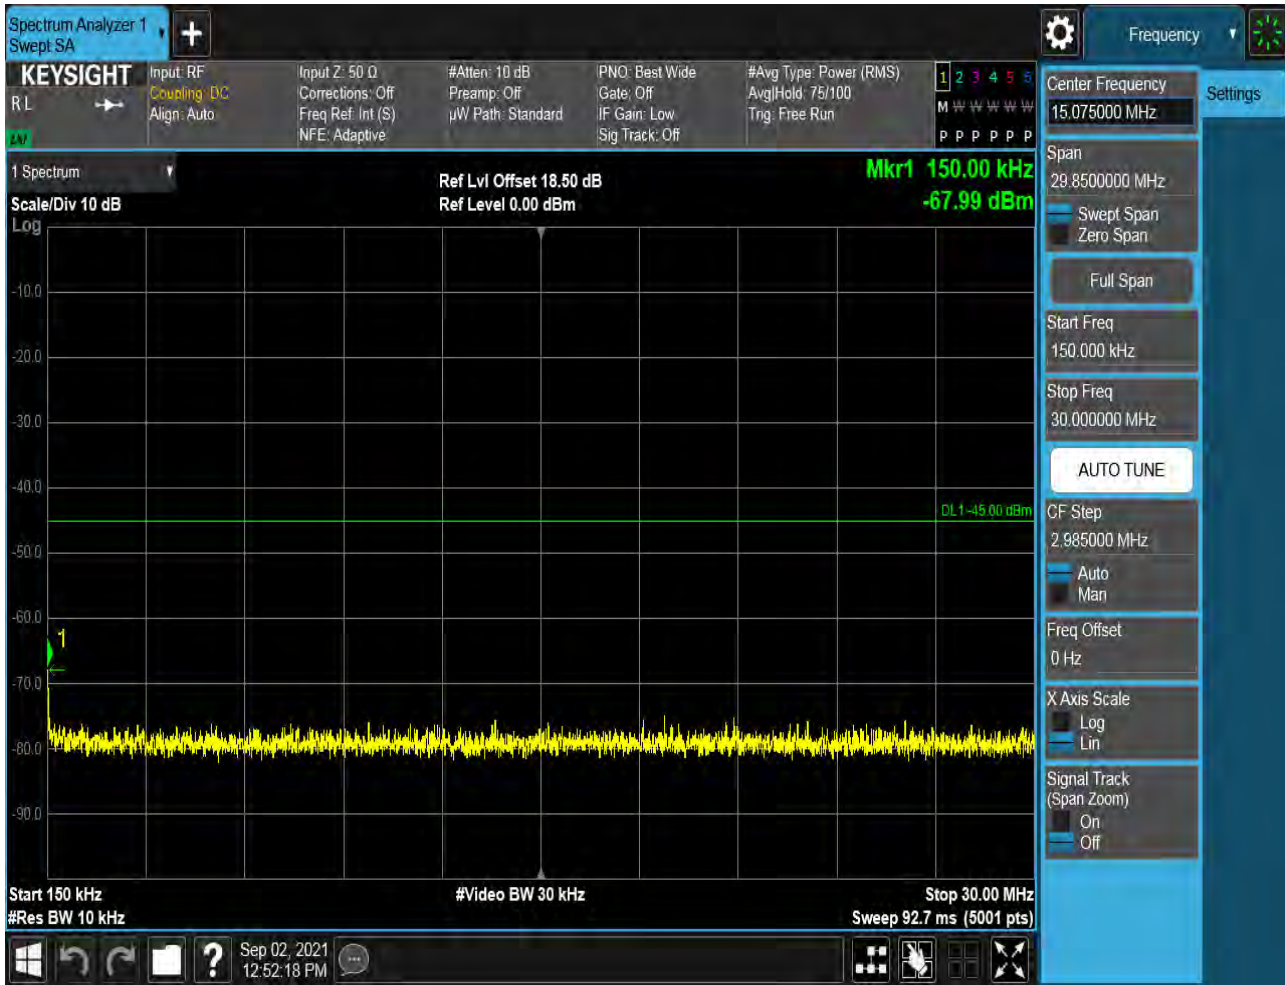 Spectrum Analyzer 1
Swept SA
Frequency
KEYSIGHT
R L
LNI
Input: RF
Coupling: DC
Align: Auto
Input Z: 50 Ω
Corrections: Off
Freq Ref: Int (S)
NFE: Adaptive
#Atten: 10 dB
Preamp: Off
µW Path: Standard
PNO: Best Wide
Gate: Off
IF Gain: Low
Sig Track: Off
#Avg Type: Power (RMS)
Avg|Hold: 75/100
Trig: Free Run
1 2 3 4 5 6
M W W W W W
P P P P P P
1 Spectrum
Scale/Div 10 dB
Log
Ref Lvl Offset 18.50 dB
Ref Level 0.00 dBm
Mkr1 150.00 kHz
-67.99 dBm
-10.0
-20.0
-30.0
-40.0
DL1 -45.00 dBm
-50.0
-60.0
1
-70.0
-80.0
-90.0
Start 150 kHz
#Video BW 30 kHz
Stop 30.00 MHz
#Res BW 10 kHz
Sweep 92.7 ms (5001 pts)
Center Frequency
15.075000 MHz
Settings
Span
29.8500000 MHz
Swept Span
Zero Span
Full Span
Start Freq
150.000 kHz
Stop Freq
30.000000 MHz
AUTO TUNE
CF Step
2.985000 MHz
Auto
Man
Freq Offset
0 Hz
X Axis Scale
Log
Lin
Signal Track
(Span Zoom)
On
Off
?
Sep 02, 2021
12:52:18 PM